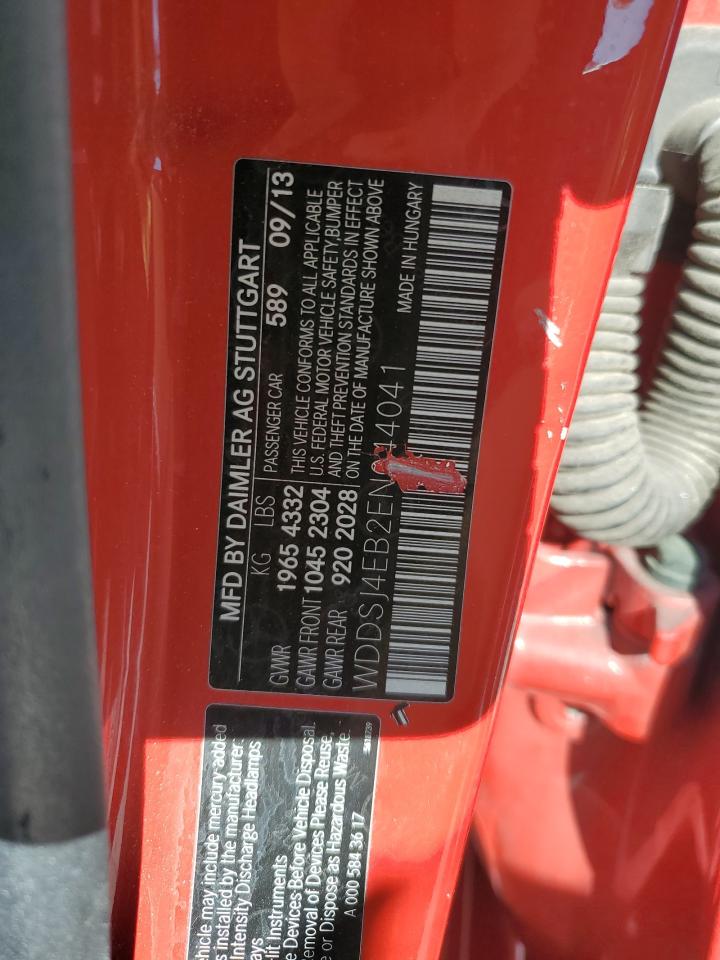 MFD BY DAIMLER AG STUTTGART
KG LBS PASSENGER CAR 589 09/13
GVWR 1965 4332
GAWR FRONT 1045 2304
GAWR REAR 920 2028
THIS VEHICLE CONFORMS TO ALL APPLICABLE
U.S. FEDERAL MOTOR VEHICLE SAFETY, BUMPER
AND THEFT PREVENTION STANDARDS IN EFFECT
ON THE DATE OF MANUFACTURE SHOWN ABOVE
WDDSJ4EB2EN 44041 MADE IN HUNGARY
vehicle may include mercury-added
s installed by the manufacturer:
Intensity Discharge Headlamps
ays
Instruments
e Devices Before Vehicle Disposal.
Removal of Devices Please Reuse,
e or Dispose as Hazardous Waste.
A 000 584 36 17